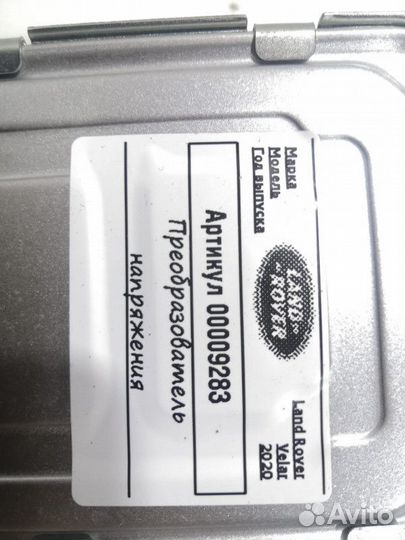 Марка Land Rover
Модель Velar
Год выпуска 2020
LAND
ROVER
Артикул 00009283
Преобразователь
напряжения
Avito